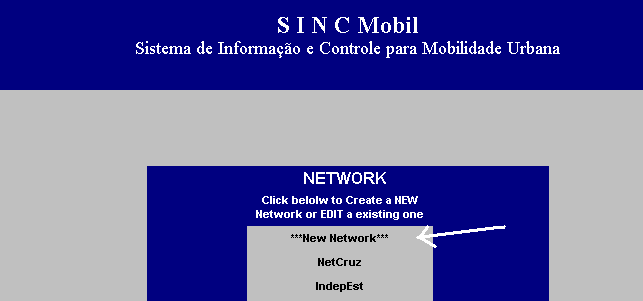 S I N C Mobil
Sistema de Informação e Controle para Mobilidade Urbana
NETWORK
Click belolw to Create a NEW
Network or EDIT a existing one
***New Network***
NetCruz
IndepEst